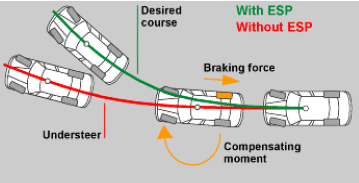 Desired
course
With ESP
Without ESP
Braking force
Understeer
Compensating
moment